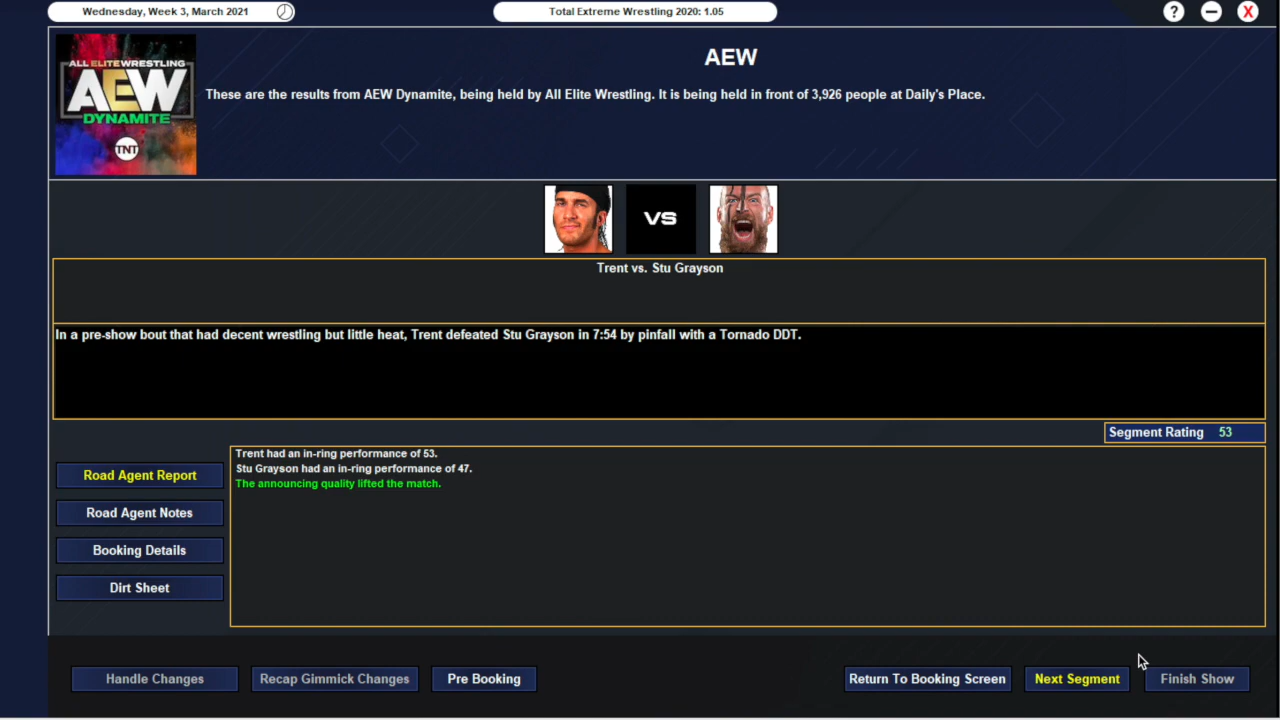 Wednesday, Week 3, March 2021
Total Extreme Wrestling 2020: 1.05
?
X
ALL ELITE WRESTLING
AEW
DYNAMITE
TNT
AEW
These are the results from AEW Dynamite, being held by All Elite Wrestling. It is being held in front of 3,926 people at Daily's Place.
VS
Trent vs. Stu Grayson
In a pre-show bout that had decent wrestling but little heat, Trent defeated Stu Grayson in 7:54 by pinfall with a Tornado DDT.
Segment Rating 53
Road Agent Report
Road Agent Notes
Booking Details
Dirt Sheet
Trent had an in-ring performance of 53.
Stu Grayson had an in-ring performance of 47.
The announcing quality lifted the match.
Handle Changes
Recap Gimmick Changes
Pre Booking
Return To Booking Screen
Next Segment
Finish Show